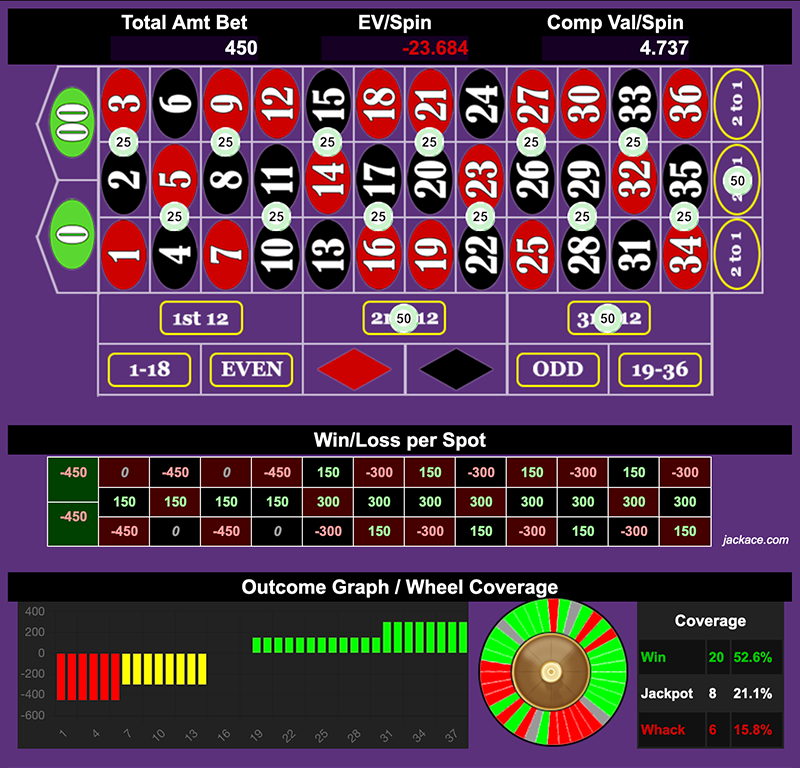 Total Amt Bet EV/Spin Comp Val/Spin
450 -23.684 4.737
00 3 6 9 12 15 18 21 24 27 30 33 36 2 to 1
25 25 25 25 25 25
2 5 8 11 14 17 20 23 26 29 32 35 50
0 25 25 25 25 25 25
1 4 7 10 13 16 19 22 25 28 31 34 2 to 1
1st 12 50 12 50 12
1-18 EVEN ODD 19-36
Win/Loss per Spot
-450 0 -450 0 -450 150 -300 150 -300 150 -300 150 -300
150 150 150 150 300 300 300 300 300 300 300 300
-450 -450 0 -450 0 -300 150 -300 150 -300 150 -300 150
jackace.com
Outcome Graph / Wheel Coverage
400
200
0
-200
-400
-600
1 4 7 10 13 16 19 22 25 28 31 34 37
Coverage
Win 20 52.6%
Jackpot 8 21.1%
Whack 6 15.8%